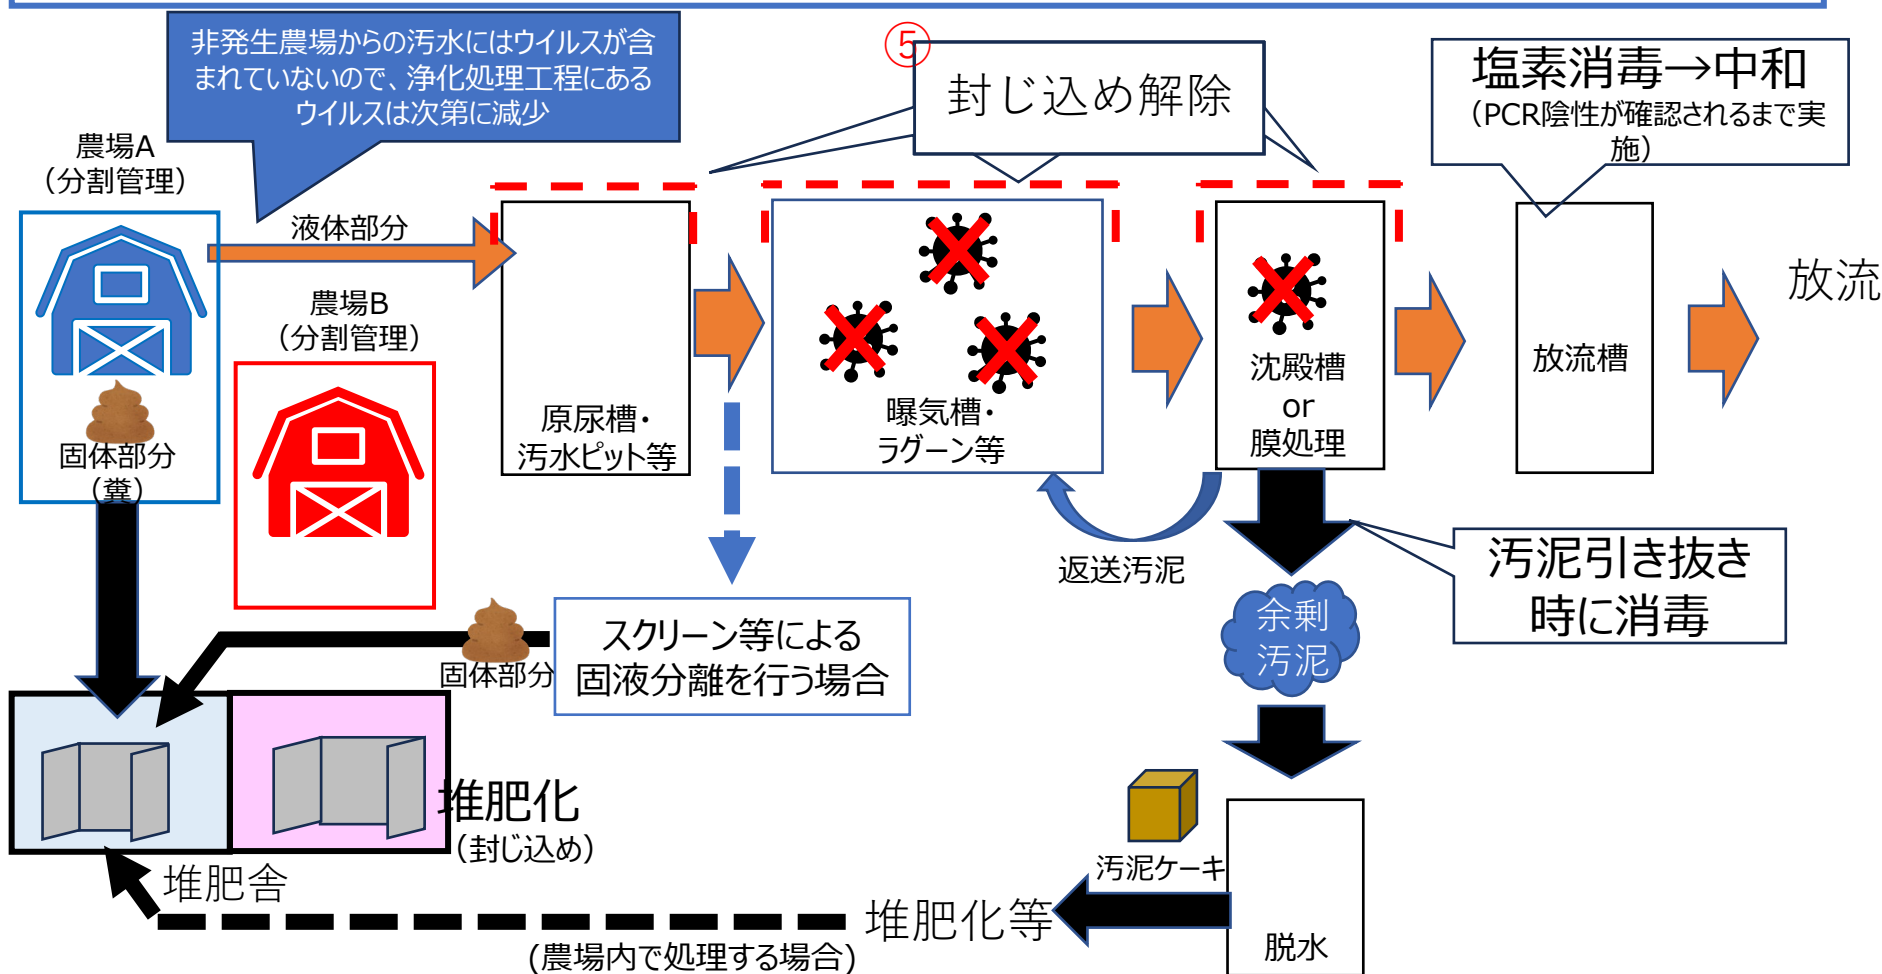 非発生農場からの汚水にはウイルスが含
まれていないので、浄化処理工程にある
ウイルスは次第に減少
⑤
封じ込め解除
塩素消毒→中和
（PCR陰性が確認されるまで実
施）
農場A
（分割管理）
液体部分
農場B
（分割管理）
固体部分
（糞）
原尿槽・
汚水ピット等
曝気槽・
ラグーン等
沈殿槽
or
膜処理
放流槽
放流
返送汚泥
汚泥引き抜き
時に消毒
余剰
汚泥
スクリーン等による
固液分離を行う場合
固体部分
堆肥化
（封じ込め）
堆肥舎
汚泥ケーキ
堆肥化等
(農場内で処理する場合)
脱水